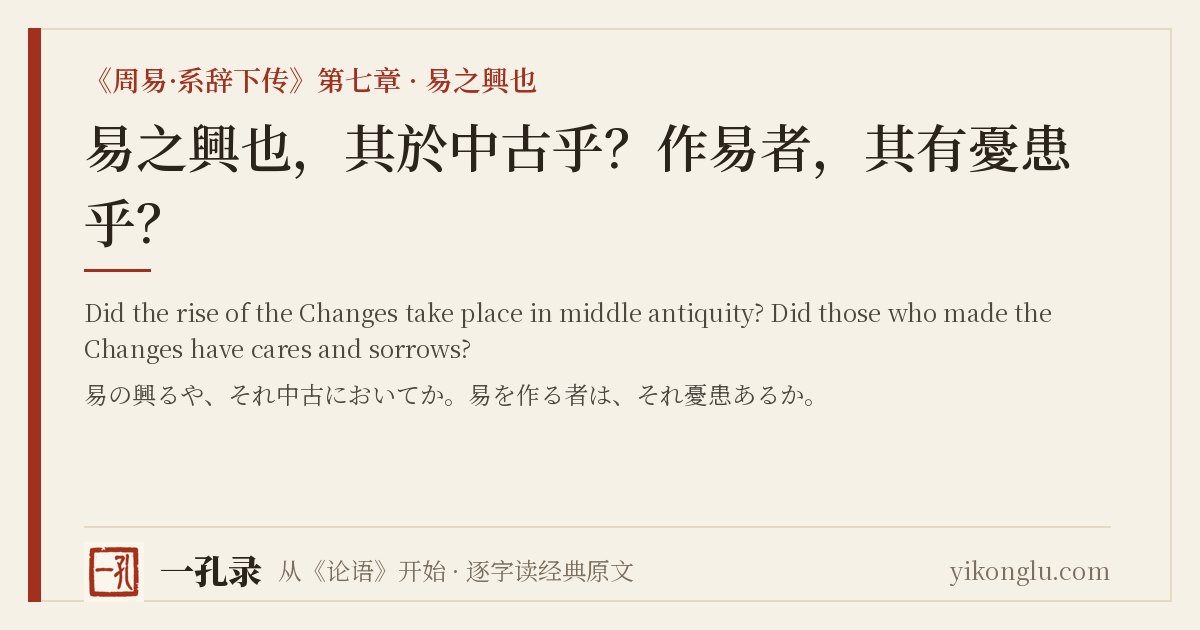 《周易·系辞下传》第七章 · 易之興也
易之興也，其於中古乎？作易者，其有憂患
乎？
Did the rise of the Changes take place in middle antiquity? Did those who made the
Changes have cares and sorrows?
易の興るや、それ中古においてか。易を作る者は、それ憂患あるか。
一孔
一孔录
从《论语》开始 · 逐字读经典原文
yikonglu.com